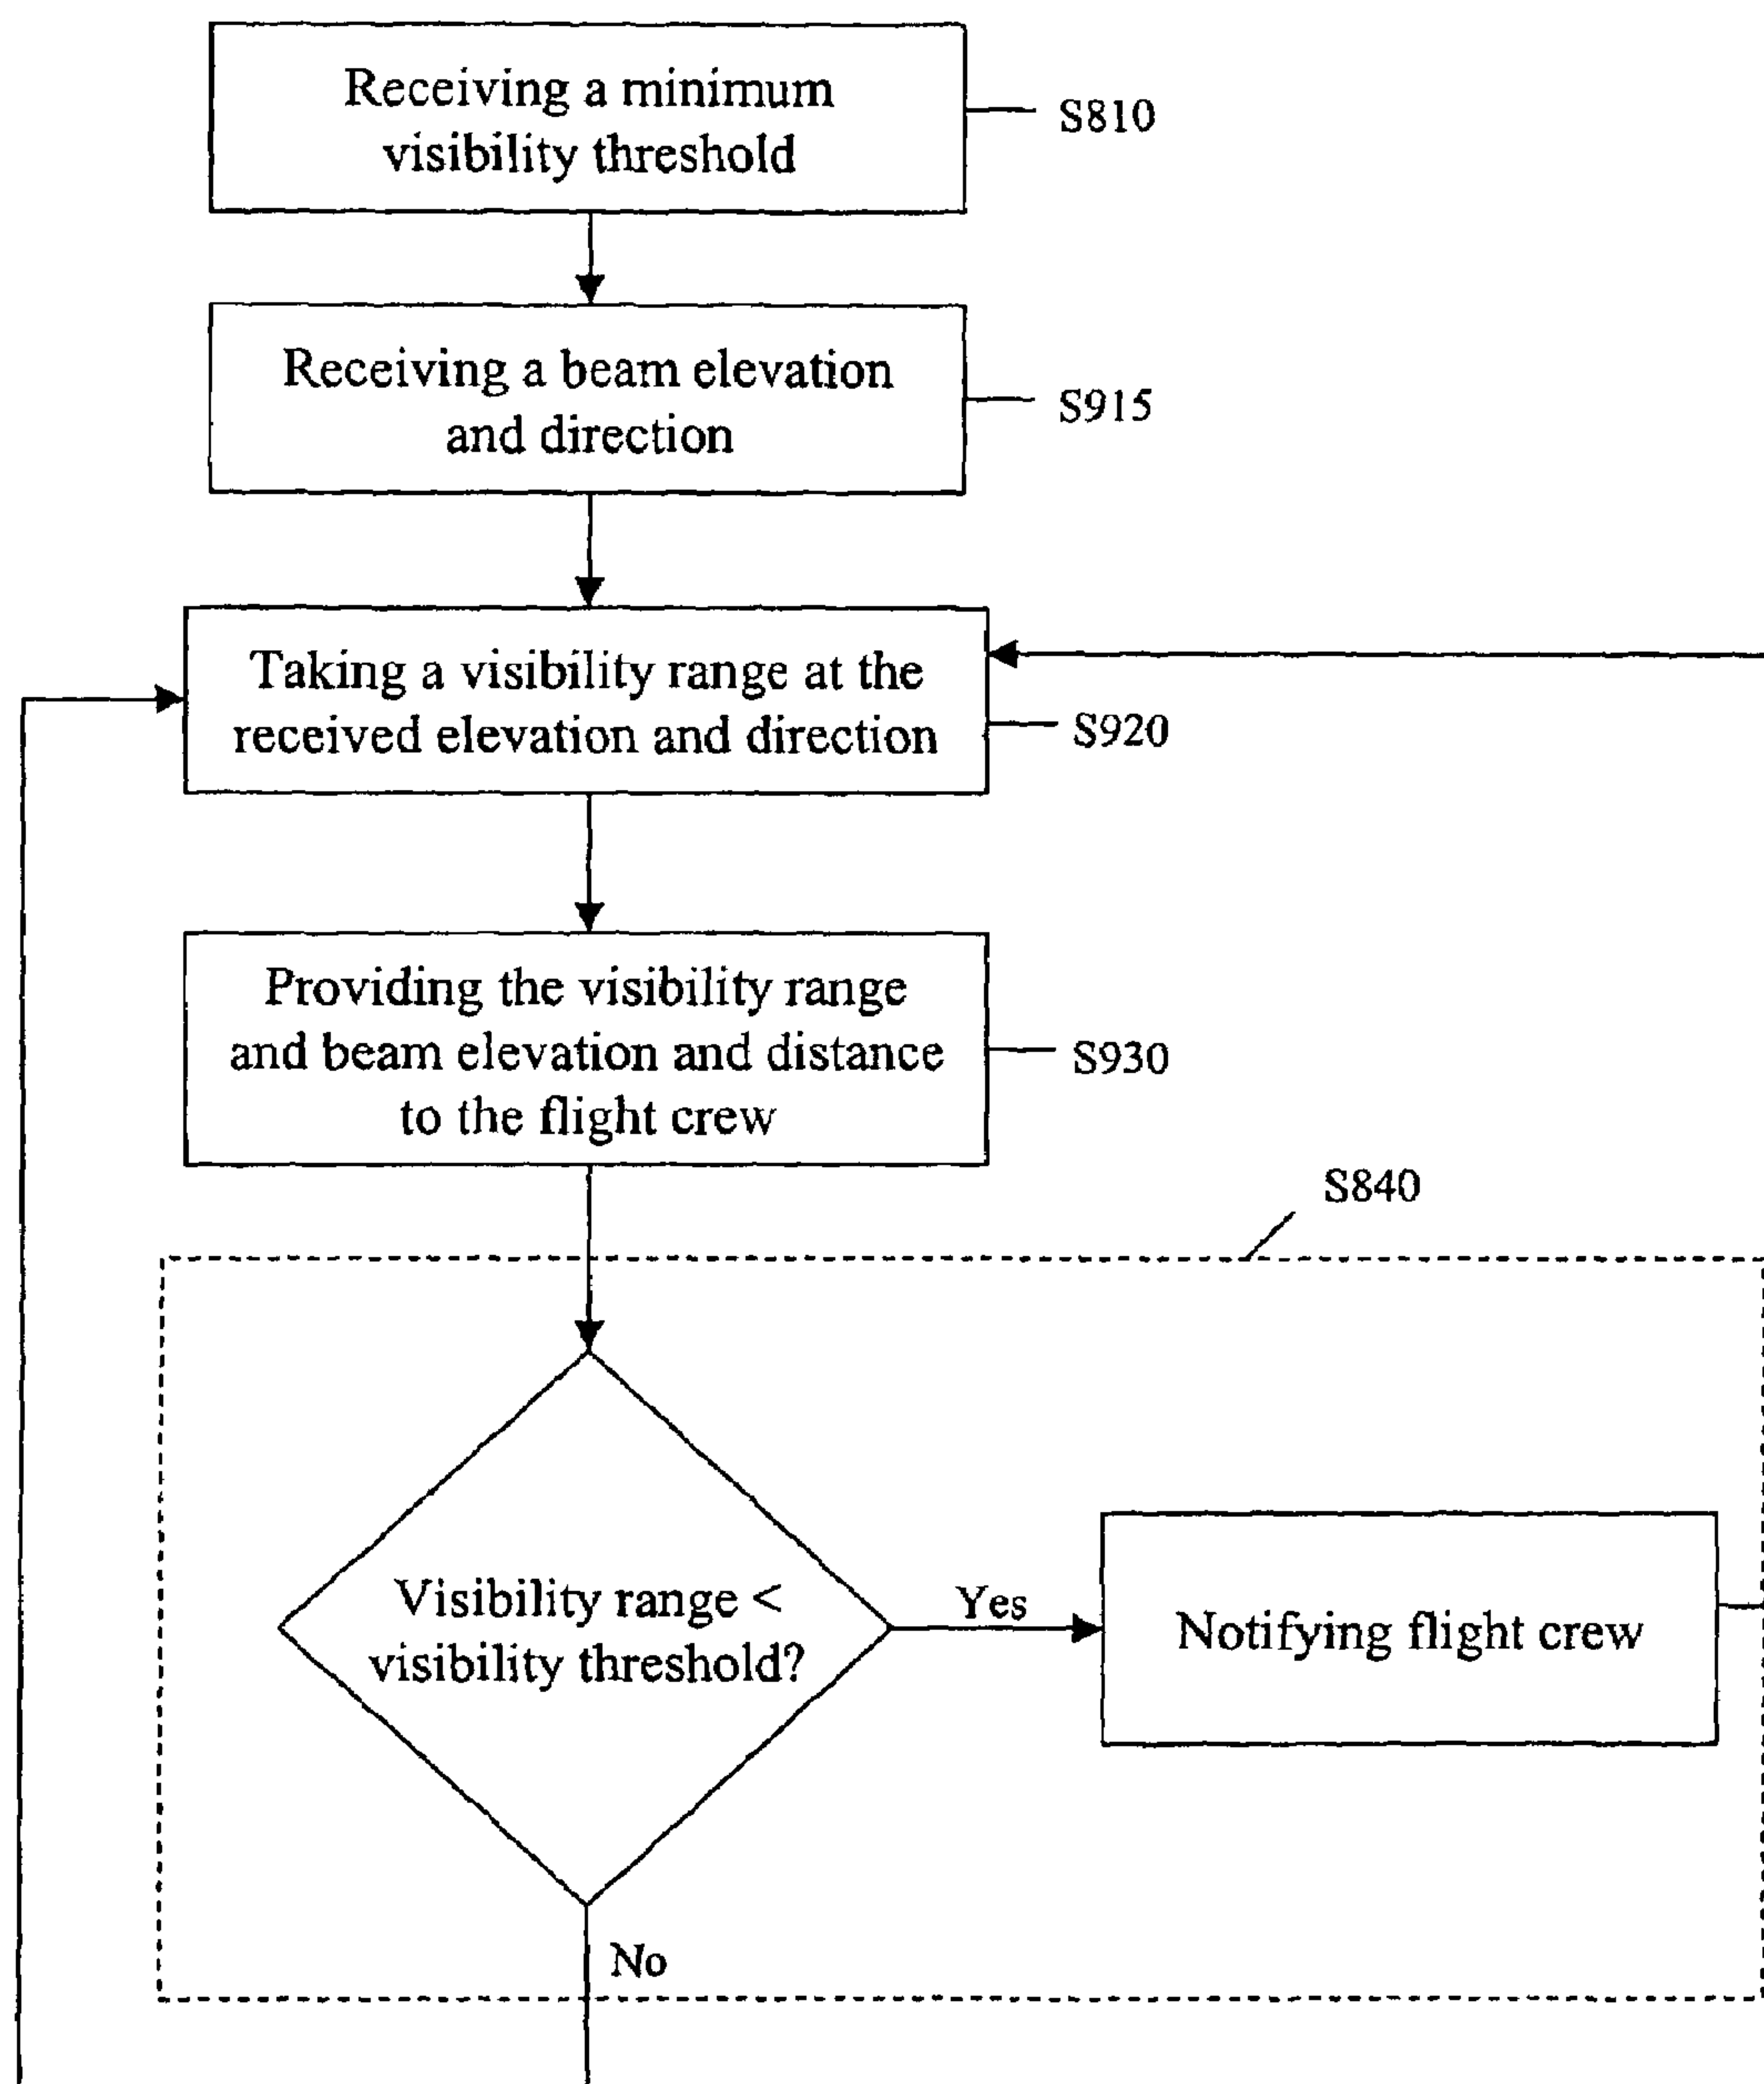 Receiving a minimum
visibility threshold
S810
Receiving a beam elevation
and direction
S915
Taking a visibility range at the
received elevation and direction
S920
Providing the visibility range
and beam elevation and distance
to the flight crew
S930
S840
Visibility range <
visibility threshold?
Yes
Notifying flight crew
No